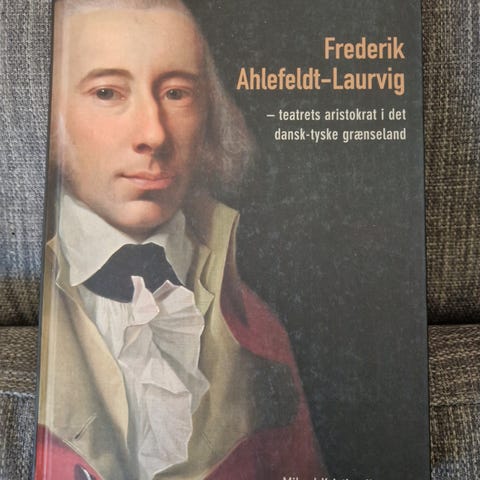 Frederik
Ahlefeldt-Laurvig
– teatrets aristokrat i det
dansk-tyske grænseland